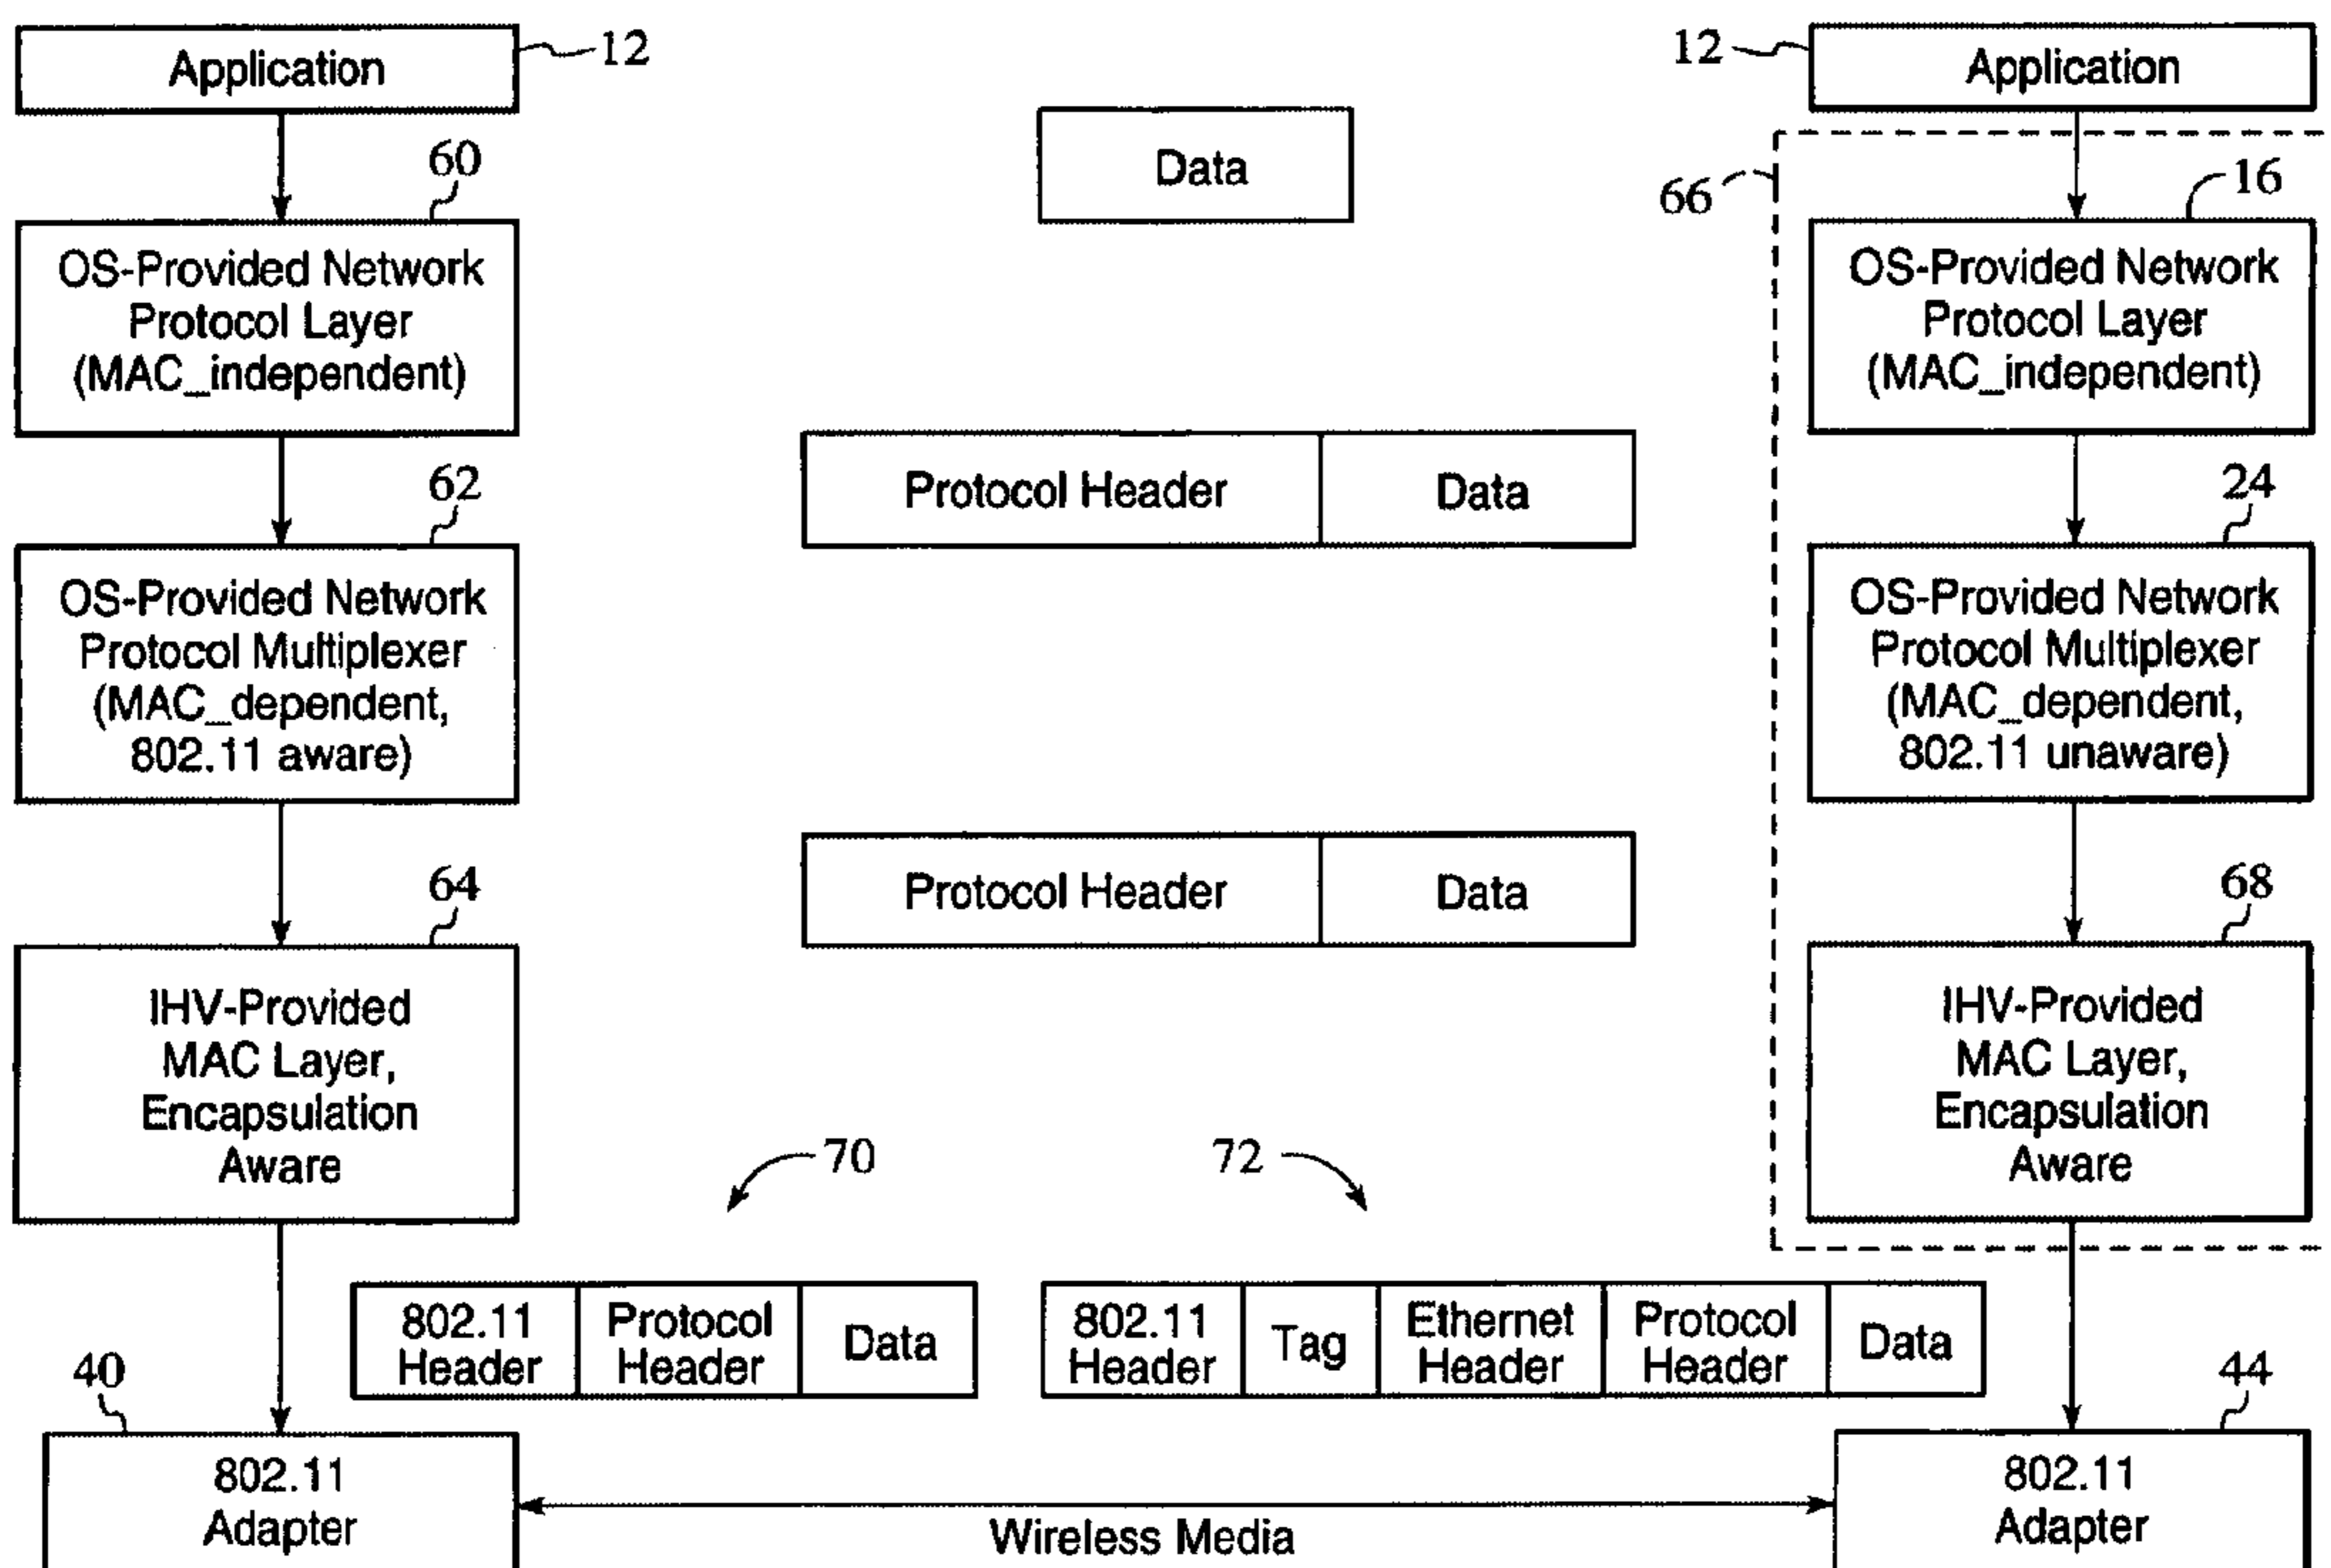 Application
12
12
Application
Data
60
66
16
OS-Provided Network
Protocol Layer
(MAC_independent)
OS-Provided Network
Protocol Layer
(MAC_independent)
Protocol Header
Data
62
24
OS-Provided Network
Protocol Multiplexer
(MAC_dependent,
802.11 aware)
OS-Provided Network
Protocol Multiplexer
(MAC_dependent,
802.11 unaware)
Protocol Header
Data
64
68
IHV-Provided
MAC Layer,
Encapsulation
Aware
IHV-Provided
MAC Layer,
Encapsulation
Aware
70
72
802.11
Header
Protocol
Header
Data
802.11
Header
Tag
Ethernet
Header
Protocol
Header
Data
40
44
802.11
Adapter
Wireless Media
802.11
Adapter